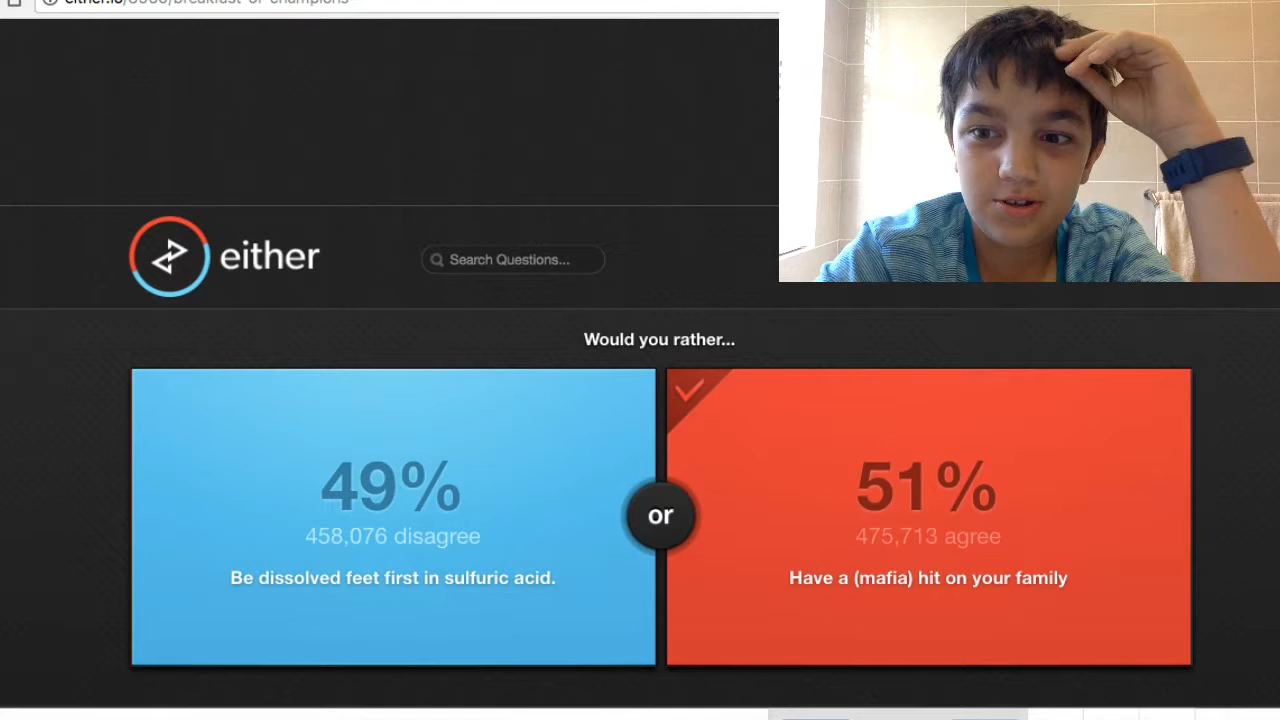 either
Search Questions...
Would you rather...
49%
458,076 disagree
Be dissolved feet first in sulfuric acid.
or
51%
475,713 agree
Have a (mafia) hit on your family